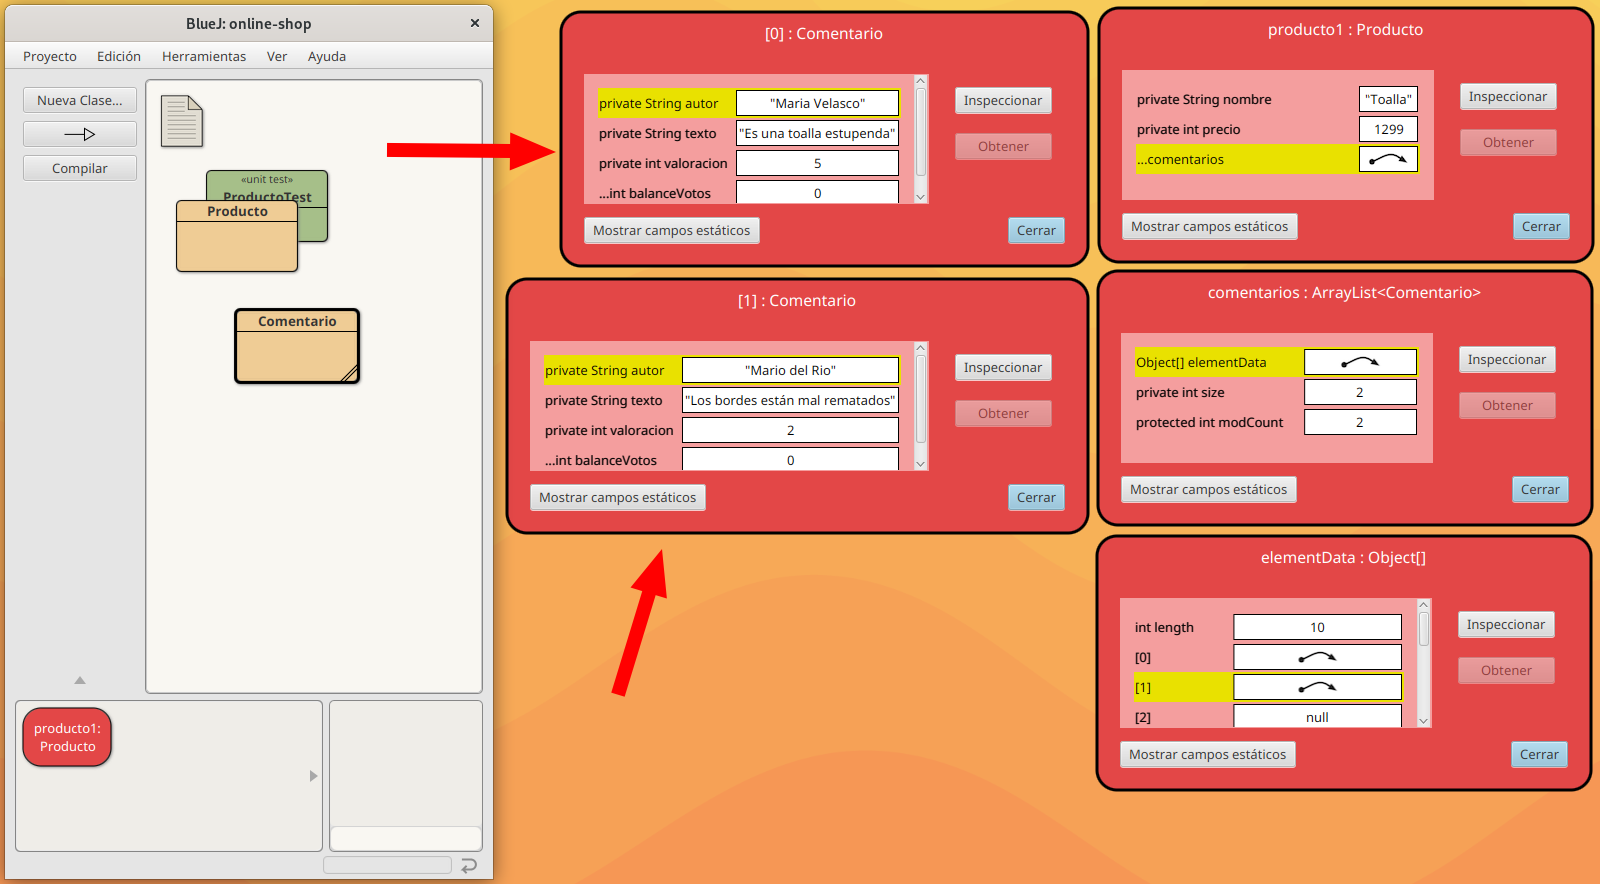 BlueJ: online-shop
×
Proyecto Edición Herramientas Ver Ayuda
Nueva Clase...
Compilar
«unit test»
ProductoTest
Producto
Comentario
producto1:
Producto
[0] : Comentario
private String autor "Maria Velasco"
private String texto "Es una toalla estupenda"
private int valoracion 5
...int balanceVotos 0
Inspeccionar
Obtener
Mostrar campos estáticos
Cerrar
producto1 : Producto
private String nombre "Toalla"
private int precio 1299
...comentarios
Inspeccionar
Obtener
Mostrar campos estáticos
Cerrar
[1] : Comentario
private String autor "Mario del Rio"
private String texto "Los bordes están mal rematados"
private int valoracion 2
...int balanceVotos 0
Inspeccionar
Obtener
Mostrar campos estáticos
Cerrar
comentarios : ArrayList<Comentario>
Object[] elementData
private int size 2
protected int modCount 2
Inspeccionar
Obtener
Mostrar campos estáticos
Cerrar
elementData : Object[]
int length 10
[0]
[1]
[2] null
Inspeccionar
Obtener
Mostrar campos estáticos
Cerrar